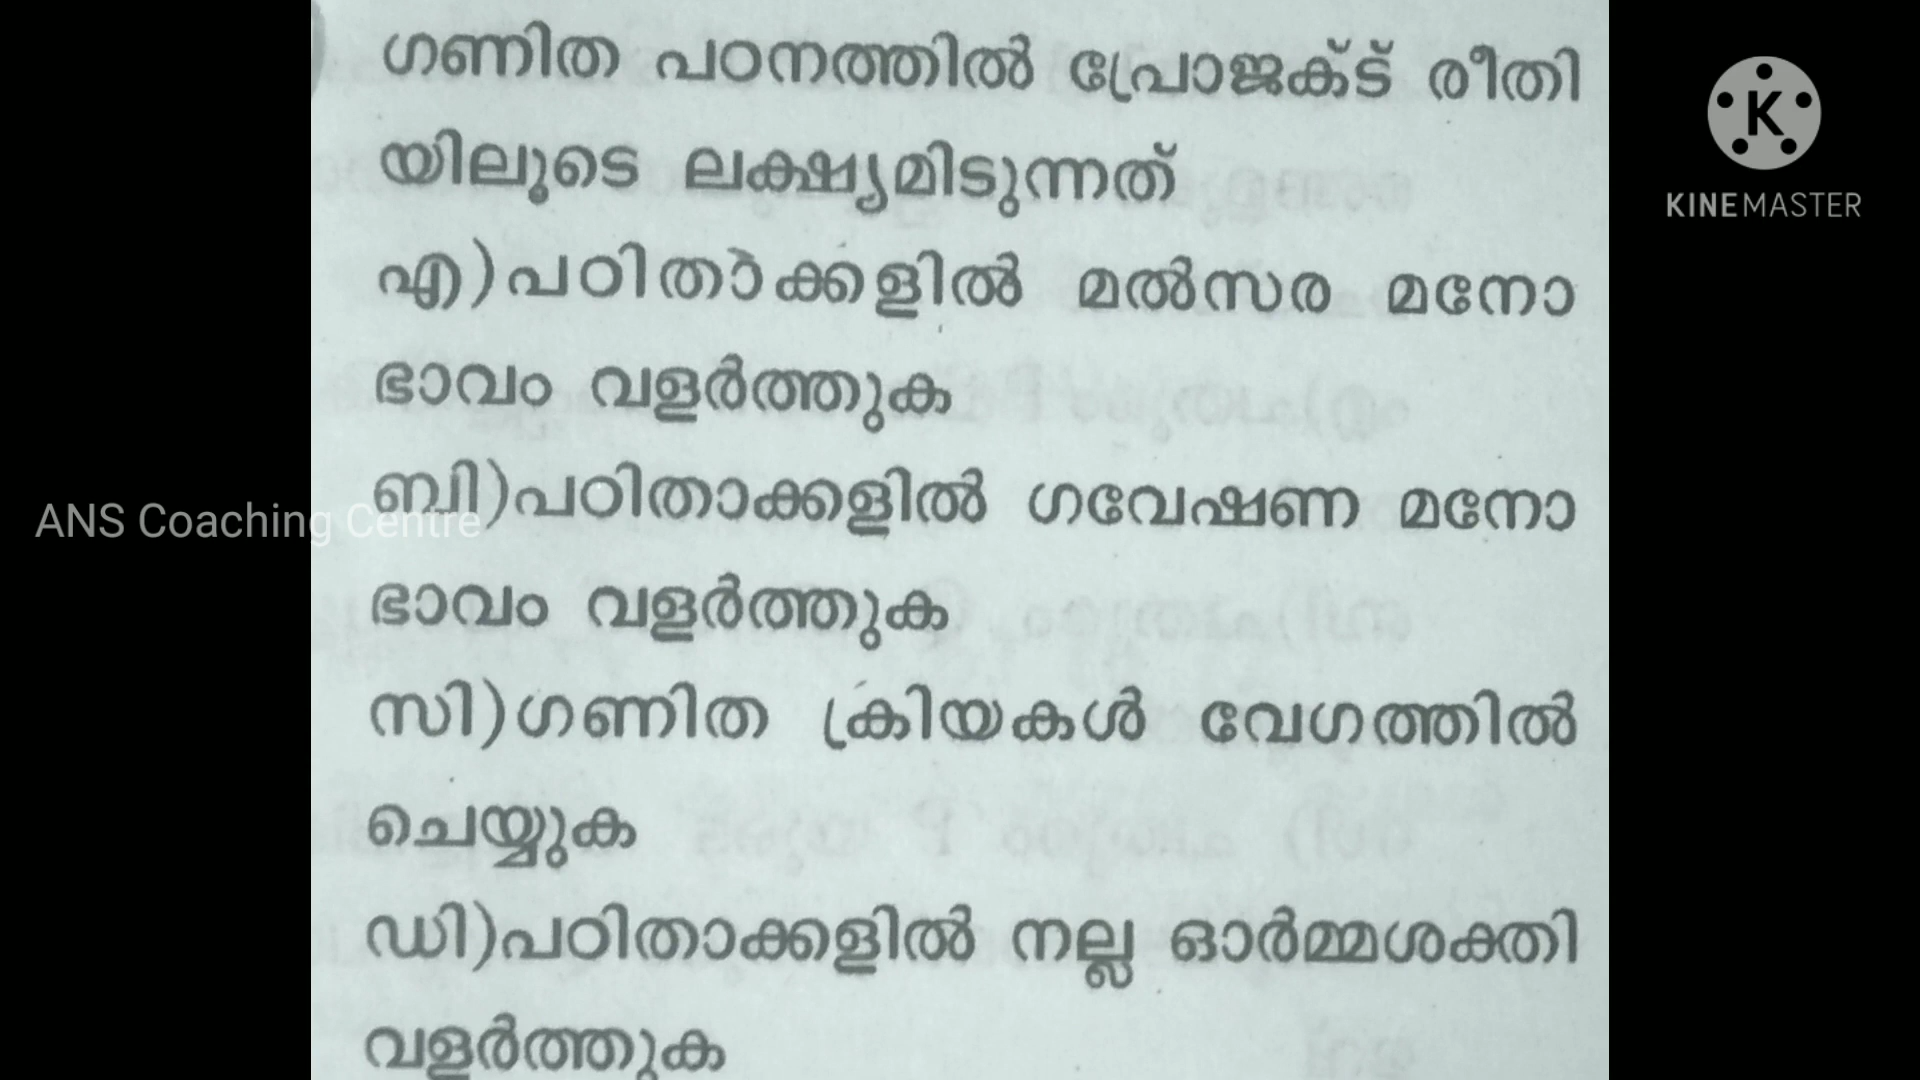 ഗണിത പഠനത്തിൽ പ്രോജക്ട് രീതി
യിലൂടെ ലക്ഷ്യമിടുന്നത്
എ)പഠിതാക്കളിൽ മൽസര മനോ
ഭാവം വളർത്തുക
ബി)പഠിതാക്കളിൽ ഗവേഷണ മനോ
ഭാവം വളർത്തുക
സി)ഗണിത ക്രിയകൾ വേഗത്തിൽ
ചെയ്യുക
ഡി)പഠിതാക്കളിൽ നല്ല ഓർമ്മശക്തി
വളർത്തുക
ANS Coaching Centre
K
KINEMASTER